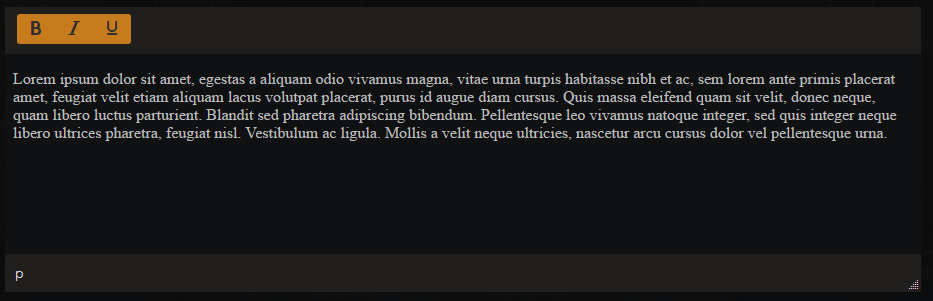 B I U
Lorem ipsum dolor sit amet, egestas a aliquam odio vivamus magna, vitae urna turpis habitasse nibh et ac, sem lorem ante primis placerat
amet, feugiat velit etiam aliquam lacus volutpat placerat, purus id augue diam cursus. Quis massa eleifend quam sit velit, donec neque,
quam libero luctus parturient. Blandit sed pharetra adipiscing bibendum. Pellentesque leo vivamus natoque integer, sed quis integer neque
libero ultrices pharetra, feugiat nisl. Vestibulum ac ligula. Mollis a velit neque ultricies, nascetur arcu cursus dolor vel pellentesque urna.
p